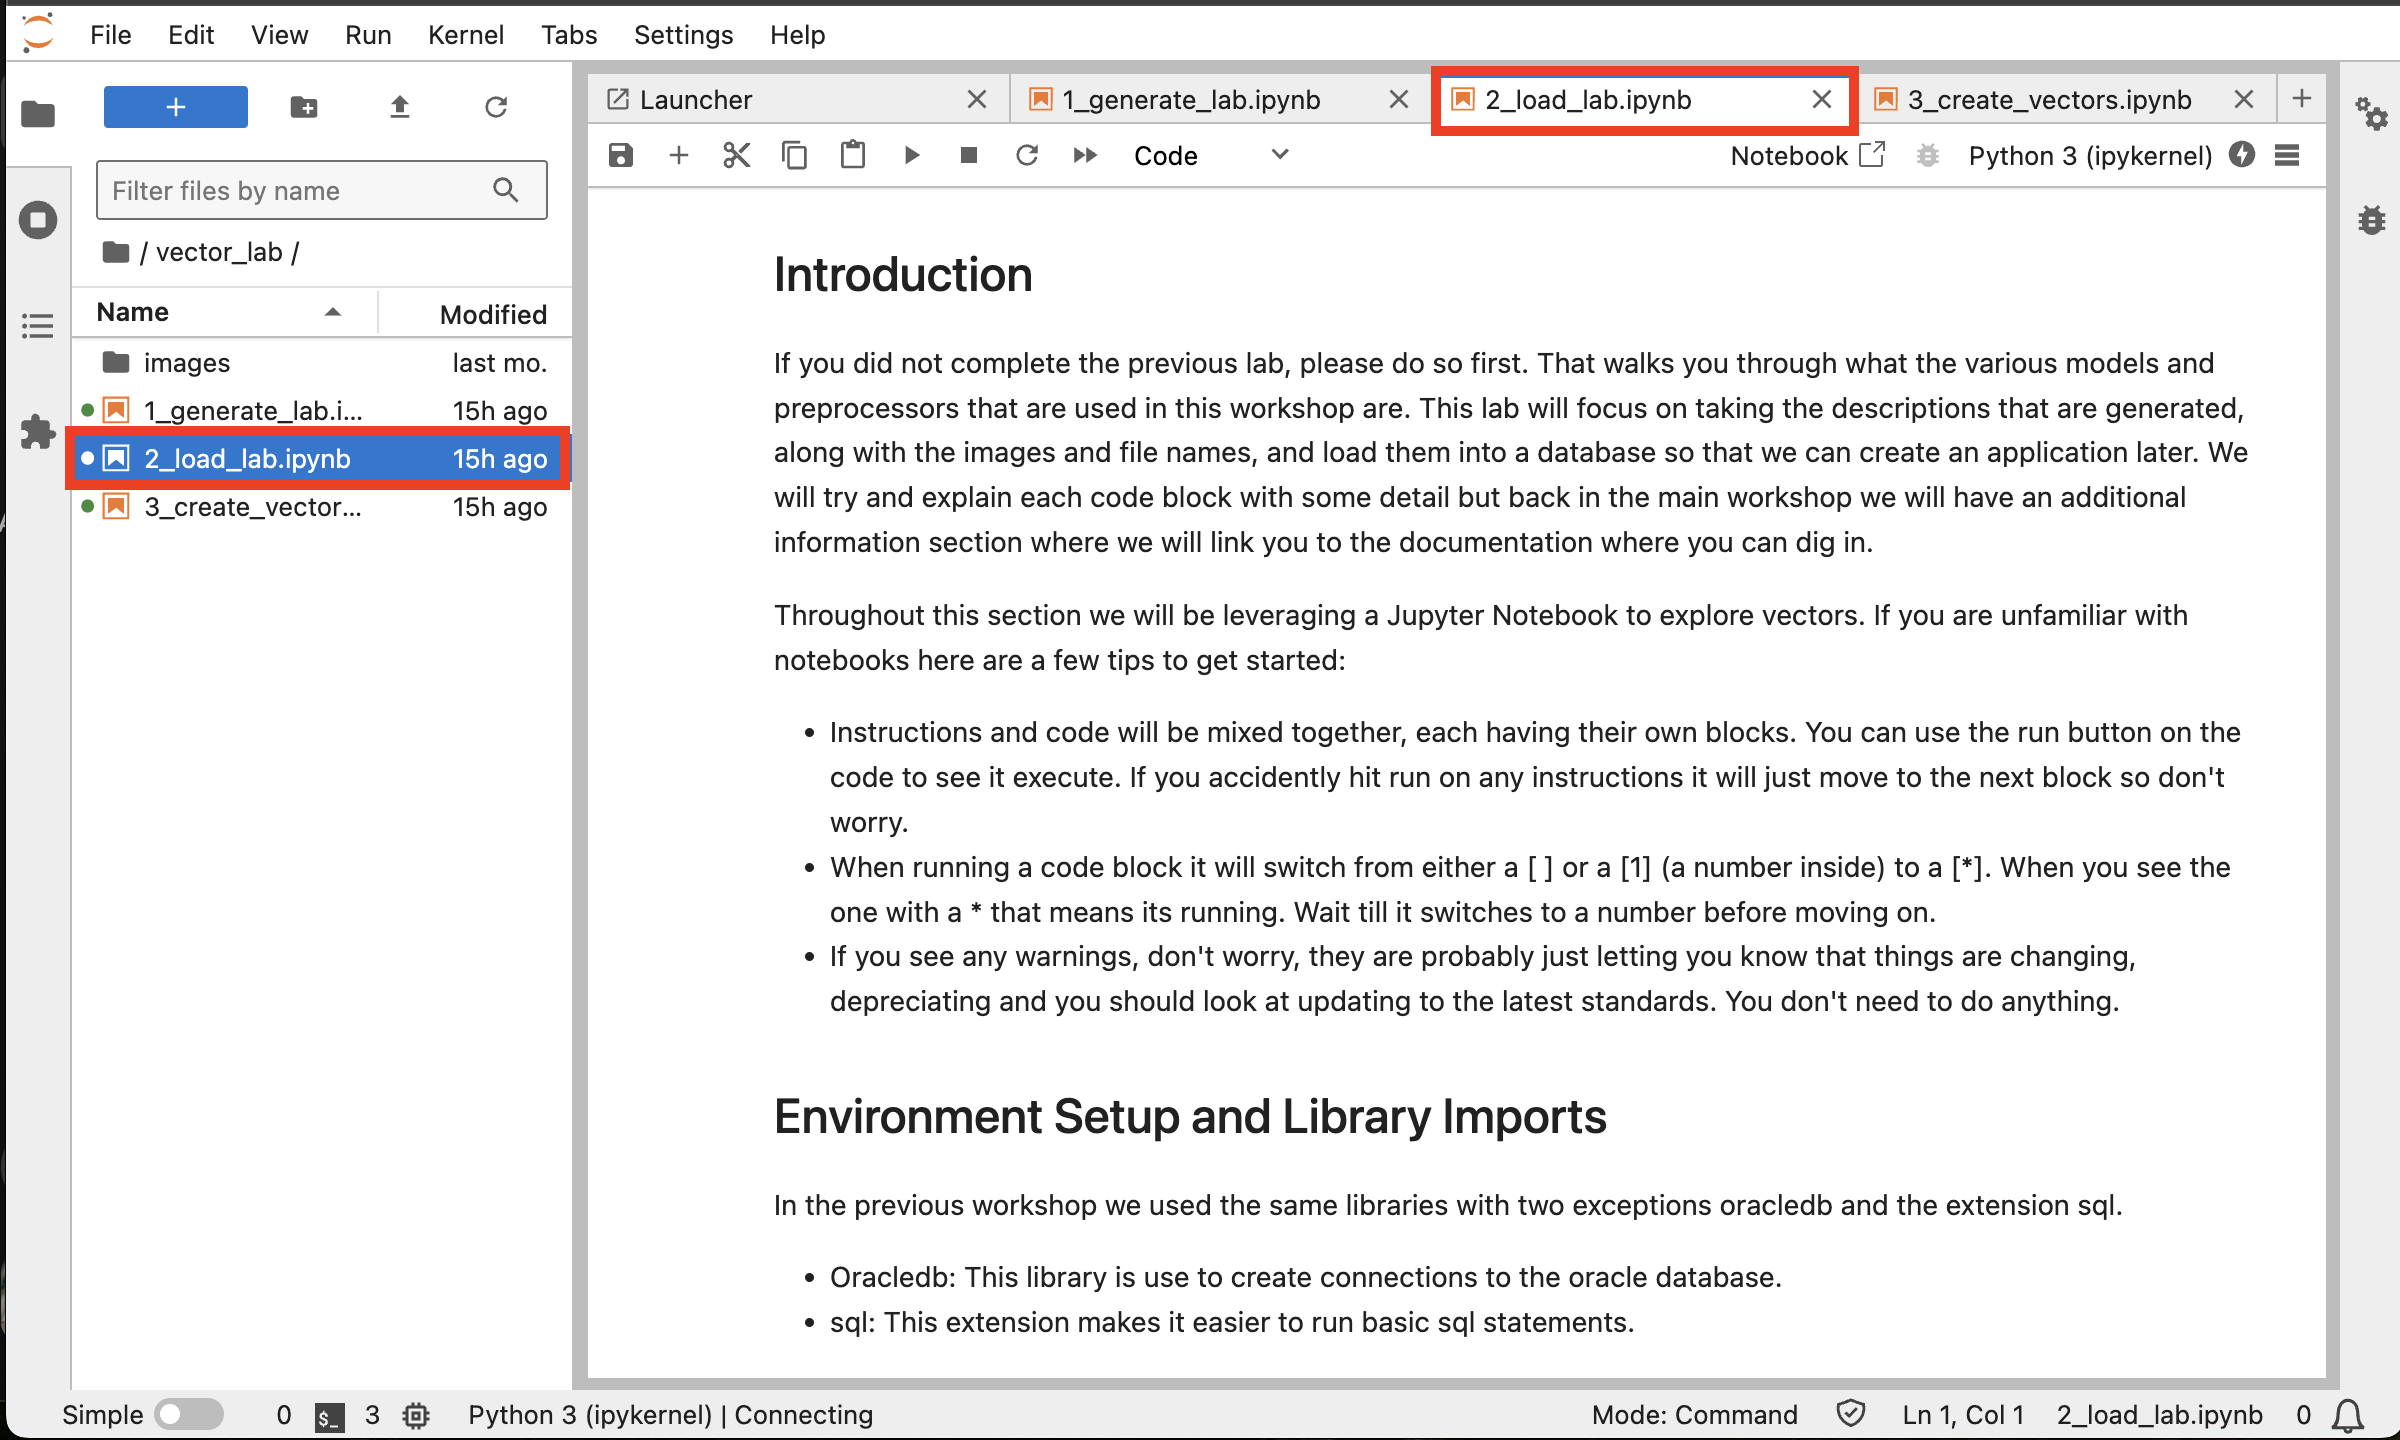 File Edit View Run Kernel Tabs Settings Help
Launcher 1_generate_lab.ipynb 2_load_lab.ipynb 3_create_vectors.ipynb
Code Notebook Python 3 (ipykernel)
Filter files by name
/ vector_lab /
Name Modified
images last mo.
1_generate_lab.i... 15h ago
2_load_lab.ipynb 15h ago
3_create_vector... 15h ago
Introduction
If you did not complete the previous lab, please do so first. That walks you through what the various models and
preprocessors that are used in this workshop are. This lab will focus on taking the descriptions that are generated,
along with the images and file names, and load them into a database so that we can create an application later. We
will try and explain each code block with some detail but back in the main workshop we will have an additional
information section where we will link you to the documentation where you can dig in.
Throughout this section we will be leveraging a Jupyter Notebook to explore vectors. If you are unfamiliar with
notebooks here are a few tips to get started:
• Instructions and code will be mixed together, each having their own blocks. You can use the run button on the
code to see it execute. If you accidently hit run on any instructions it will just move to the next block so don't
worry.
• When running a code block it will switch from either a [ ] or a [1] (a number inside) to a [*]. When you see the
one with a * that means its running. Wait till it switches to a number before moving on.
• If you see any warnings, don't worry, they are probably just letting you know that things are changing,
depreciating and you should look at updating to the latest standards. You don't need to do anything.
Environment Setup and Library Imports
In the previous workshop we used the same libraries with two exceptions oracledb and the extension sql.
• Oracledb: This library is use to create connections to the oracle database.
• sql: This extension makes it easier to run basic sql statements.
Simple 0 $_ 3 Python 3 (ipykernel) | Connecting Mode: Command Ln 1, Col 1 2_load_lab.ipynb 0